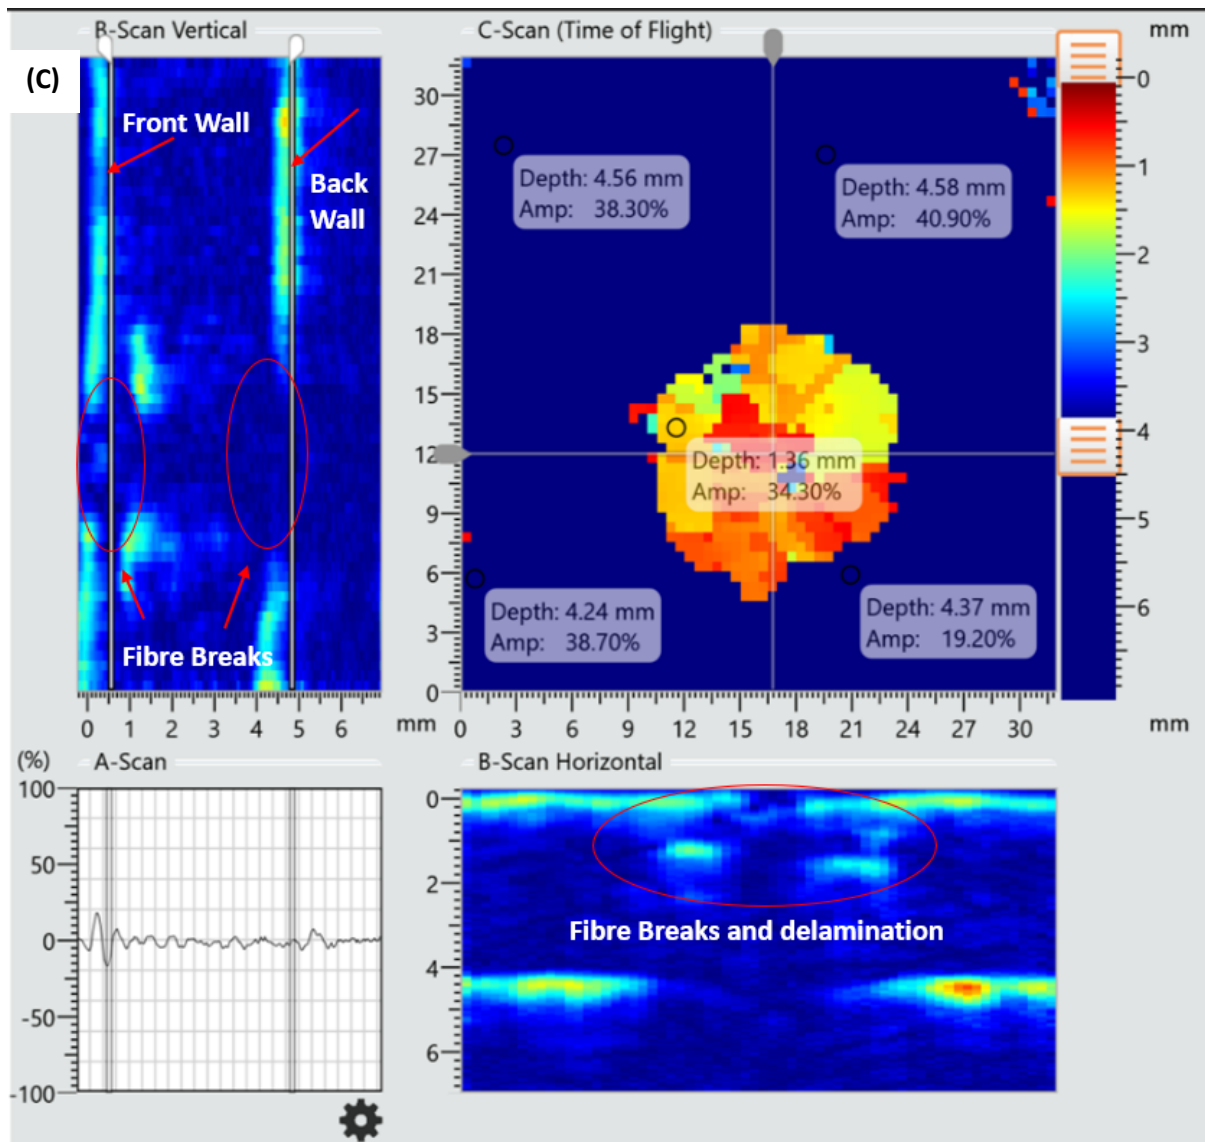 B-Scan Vertical
(C)
Front Wall
Back
Wall
Fibre Breaks
0 1 2 3 4 5 6 mm
C-Scan (Time of Flight)
mm
30
27
24
21
18
15
12
9
6
3
0
Depth: 4.56 mm
Amp: 38.30%
Depth: 4.58 mm
Amp: 40.90%
Depth: 1.36 mm
Amp: 34.30%
Depth: 4.24 mm
Amp: 38.70%
Depth: 4.37 mm
Amp: 19.20%
0 3 6 9 12 15 18 21 24 27 30 mm
0
1
2
3
4
5
6
(%) A-Scan
100
50
0
-50
-100
B-Scan Horizontal
0
2
4
6
Fibre Breaks and delamination